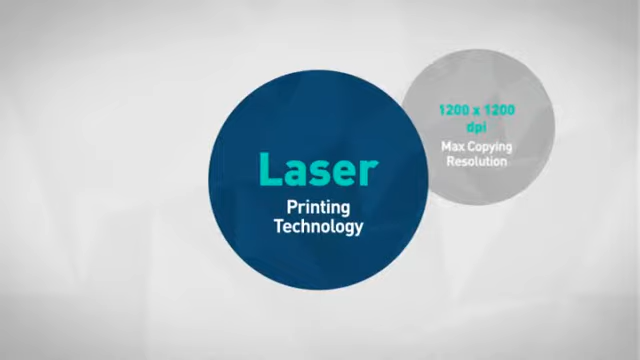 Laser
Printing
Technology
1200 x 1200
dpi
Max Copying
Resolution